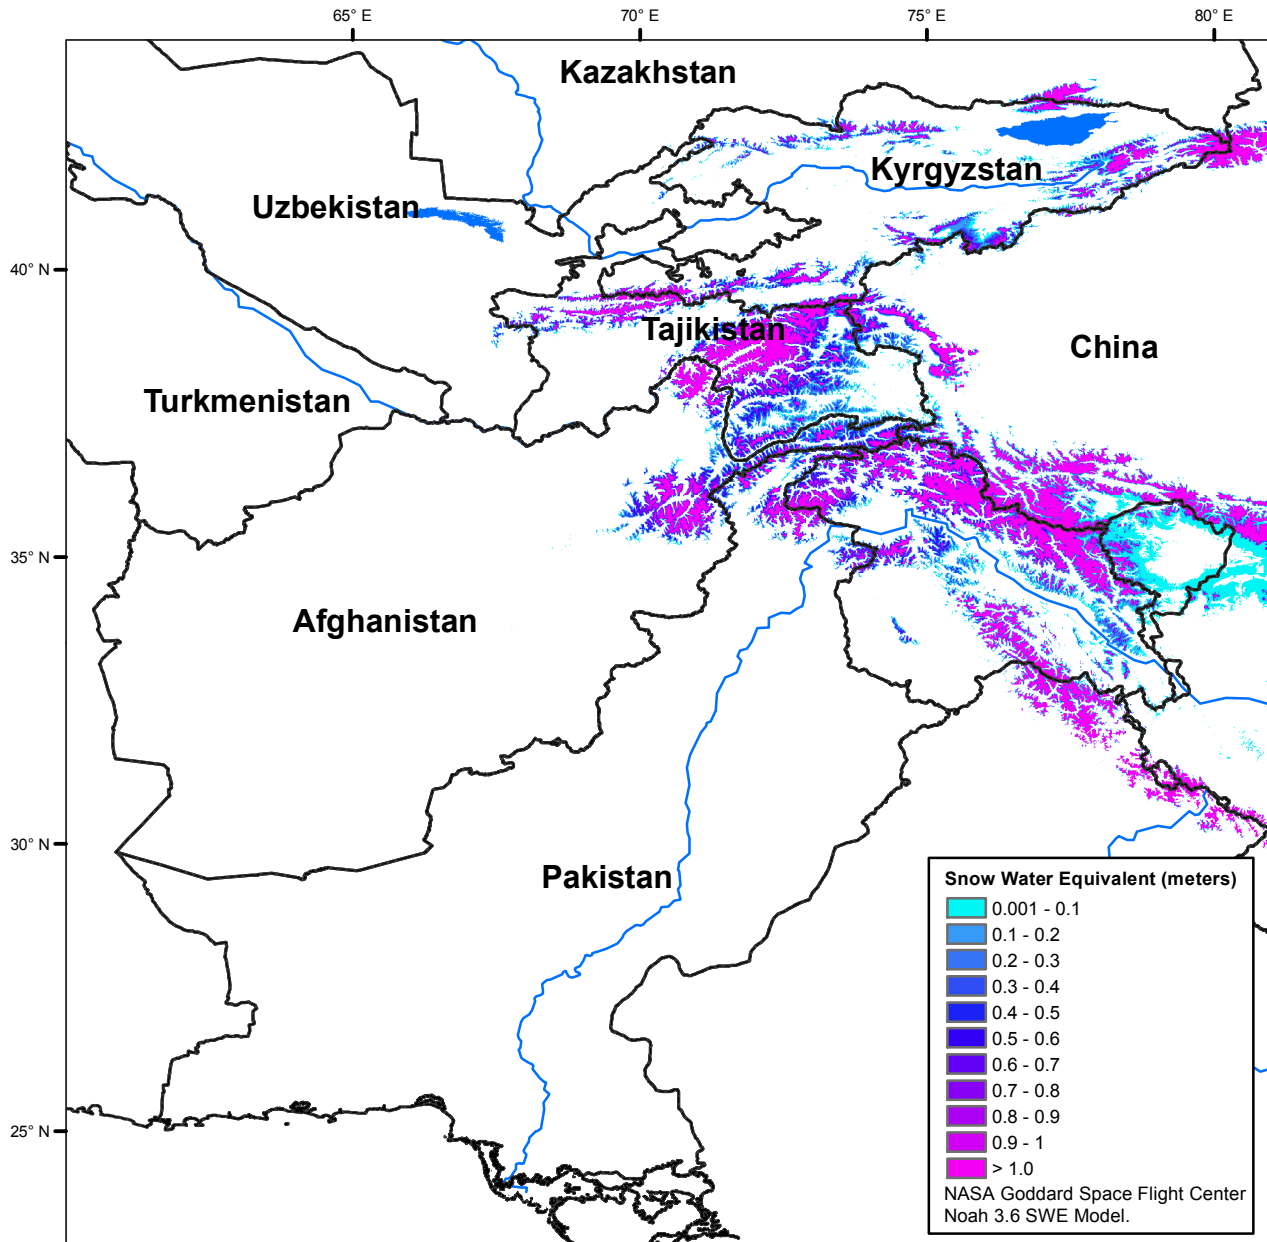 65° E
70° E
75° E
80° E
Kazakhstan
Kyrgyzstan
Uzbekistan
40° N
Tajikistan
China
Turkmenistan
35° N
Afghanistan
30° N
Pakistan
25° N
Snow Water Equivalent (meters)
0.001 - 0.1
0.1 - 0.2
0.2 - 0.3
0.3 - 0.4
0.4 - 0.5
0.5 - 0.6
0.6 - 0.7
0.7 - 0.8
0.8 - 0.9
0.9 - 1
> 1.0
NASA Goddard Space Flight Center
Noah 3.6 SWE Model.